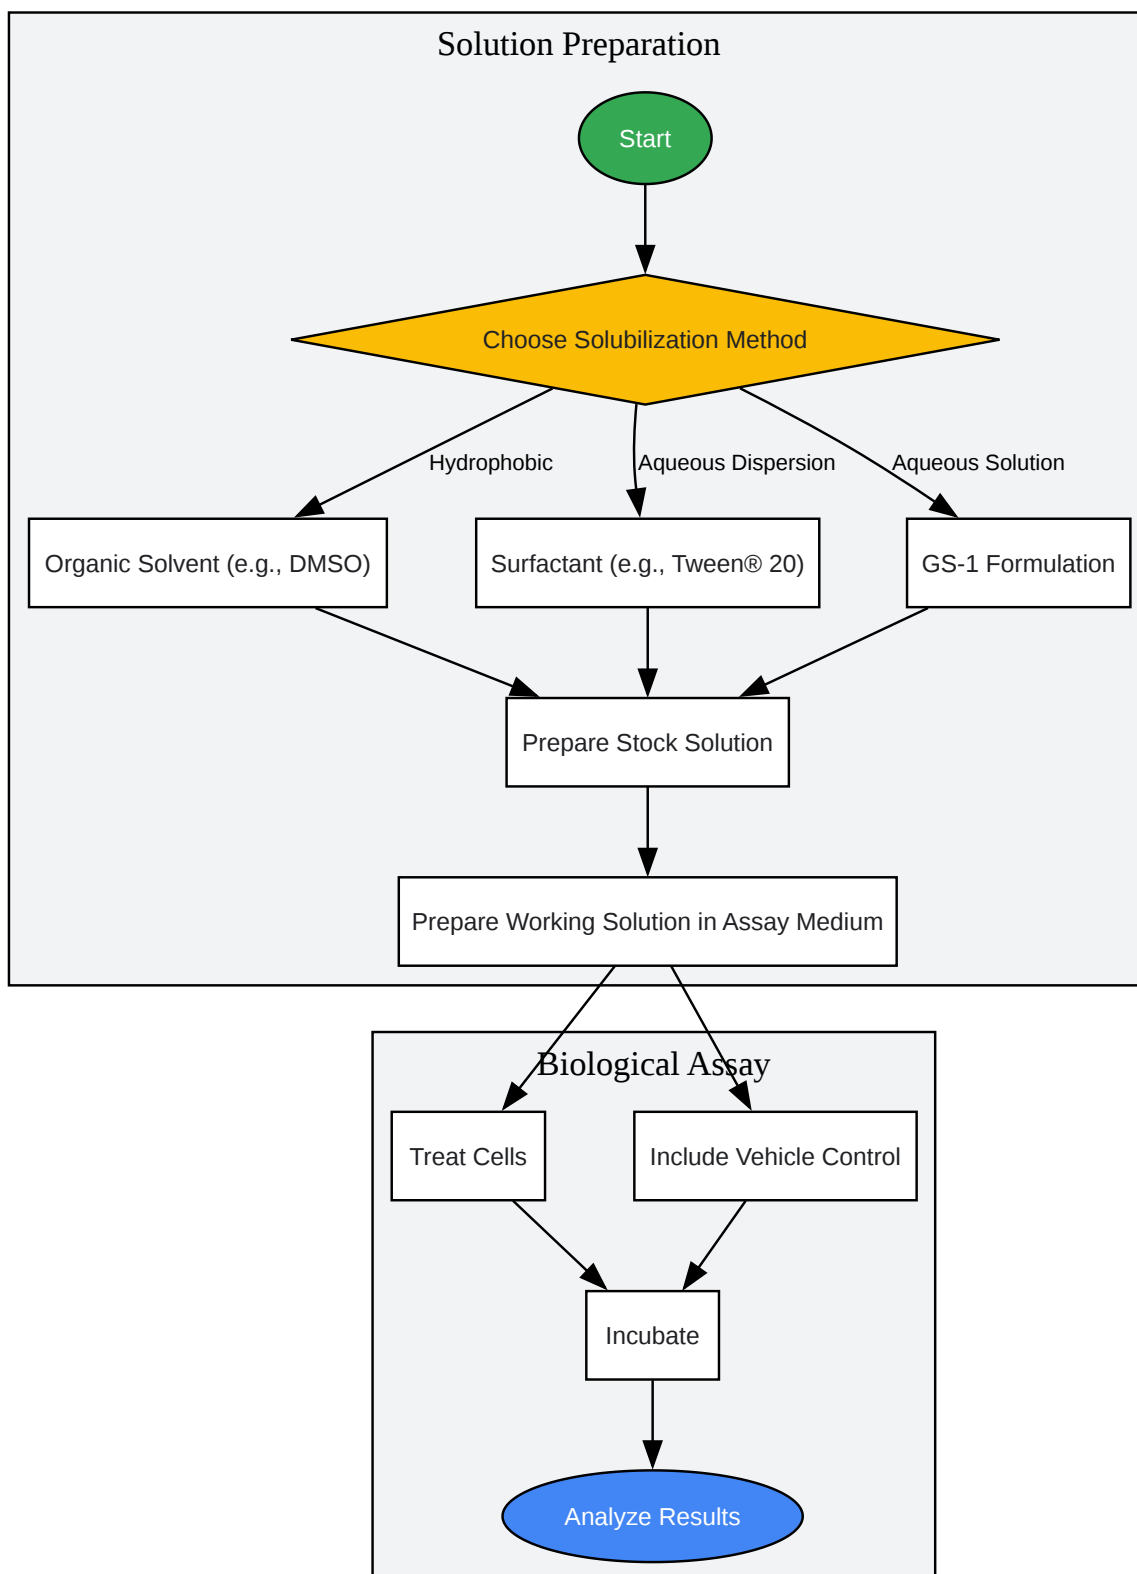 Solution Preparation
Start
Choose Solubilization Method
Hydrophobic
Aqueous Dispersion
Aqueous Solution
Organic Solvent (e.g., DMSO)
Surfactant (e.g., Tween® 20)
GS-1 Formulation
Prepare Stock Solution
Prepare Working Solution in Assay Medium
Biological Assay
Treat Cells
Include Vehicle Control
Incubate
Analyze Results